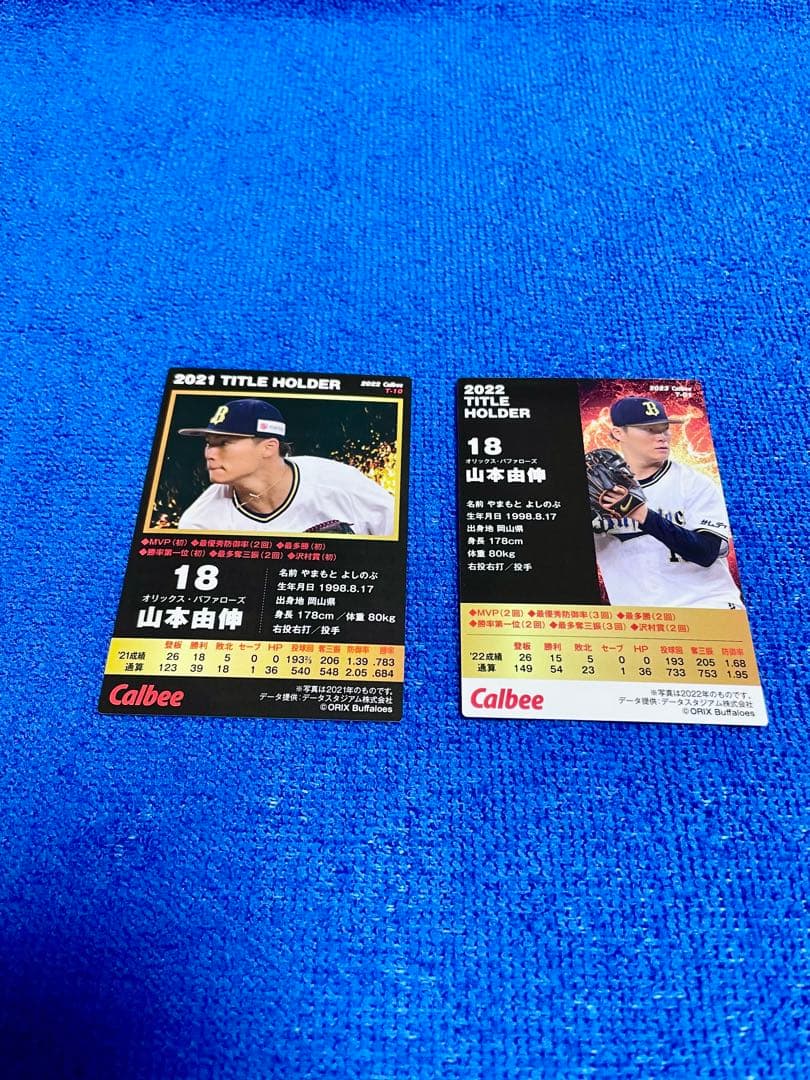 2021 TITLE HOLDER
2022 Calbee
T-10
◆MVP(初) ◆最優秀防御率(2回) ◆最多勝(初)
◆勝率第一位(初) ◆最多奪三振(2回) ◆沢村賞(初)
18
オリックス・バファローズ
山本由伸
名前 やまもと よしのぶ
生年月日 1998.8.17
出身地 岡山県
身長 178cm/体重 80kg
右投右打/投手
登板 勝利 敗北 セーブ HP 投球回 奪三振 防御率 勝率
'21成績 26 18 5 0 0 193⅔ 206 1.39 .783
通算 123 39 18 1 36 540 548 2.05 .684
Calbee
※写真は2021年のものです。
データ提供:データスタジアム株式会社
©ORIX Buffaloes
2022
TITLE
HOLDER
2023 Calbee
18
オリックス・バファローズ
山本由伸
名前 やまもと よしのぶ
生年月日 1998.8.17
出身地 岡山県
身長 178cm
体重 80kg
右投右打/投手
◆MVP(2回) ◆最優秀防御率(3回) ◆最多勝(2回)
◆勝率第一位(2回) ◆最多奪三振(3回) ◆沢村賞(2回)
登板 勝利 敗北 セーブ HP 投球回 奪三振 防御率
'22成績 26 15 5 0 0 193 205 1.68
通算 149 54 23 1 36 733 753 1.95
Calbee
※写真は2022年のものです。
データ提供:データスタジアム株式会社
©ORIX Buffaloes